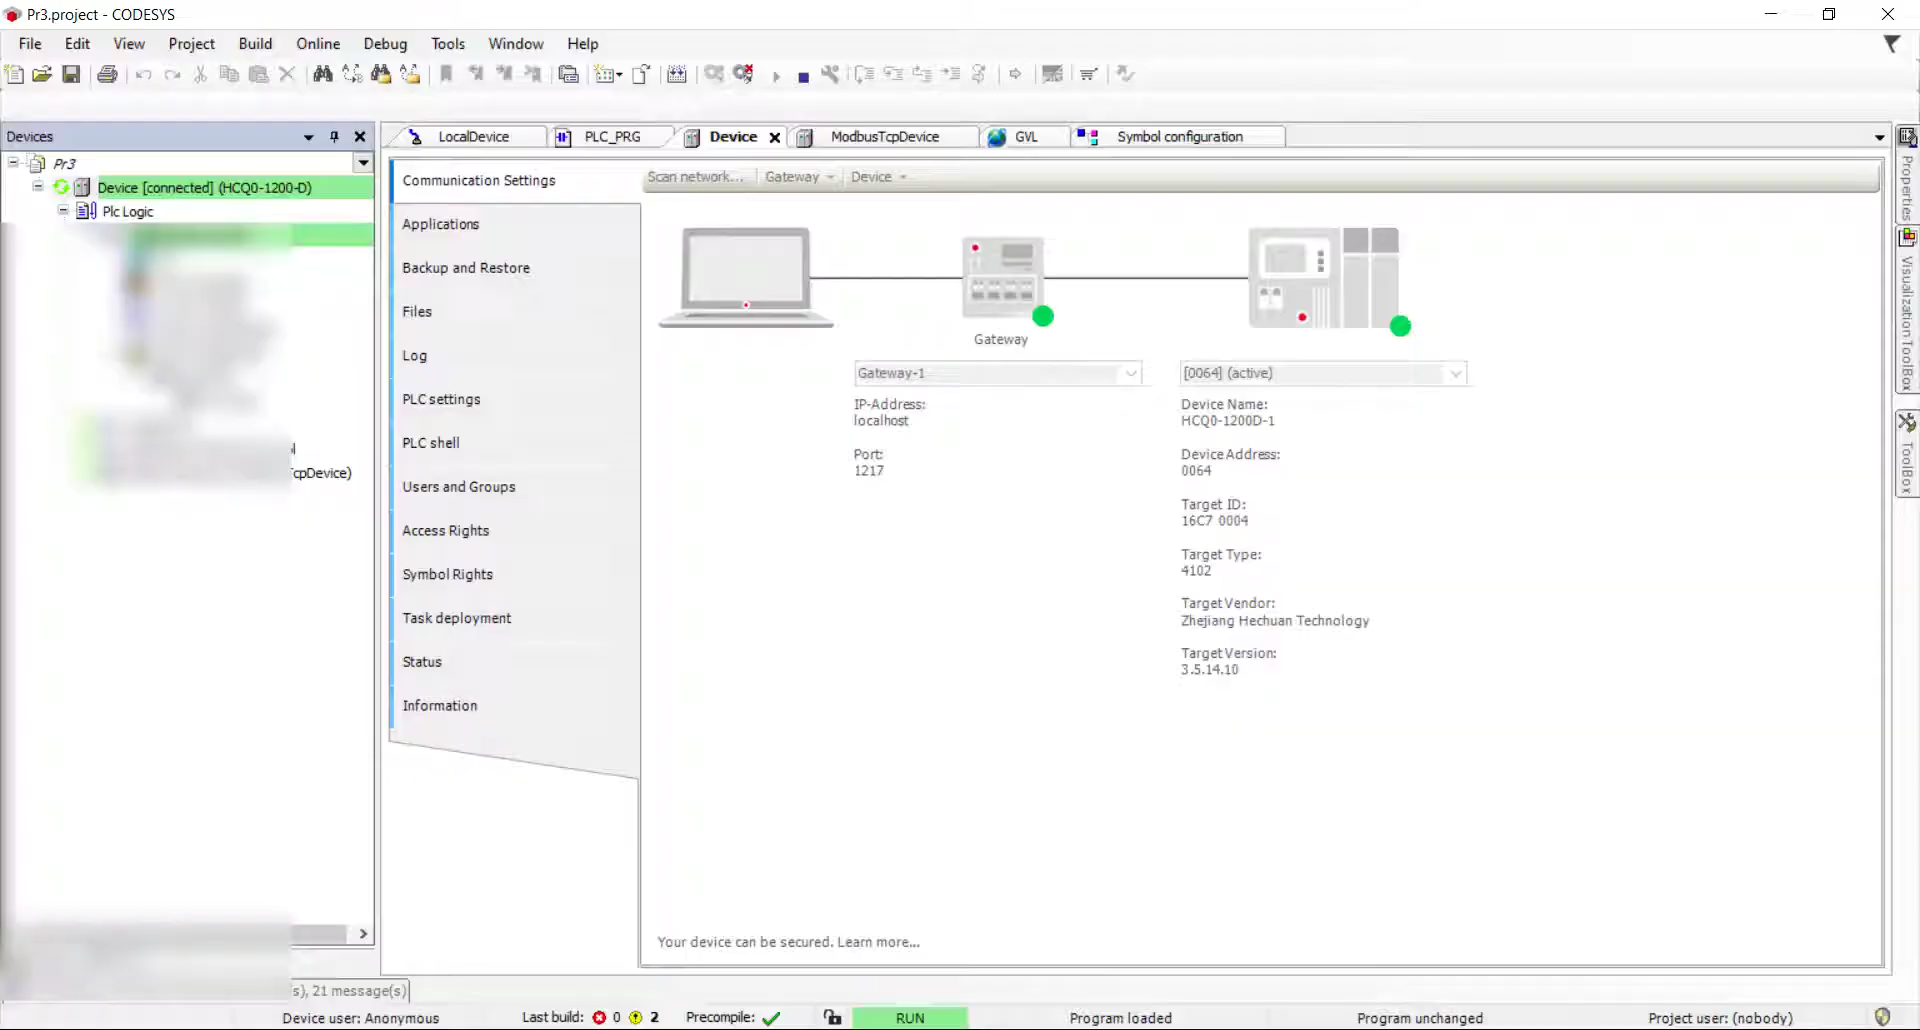 Pr3.project - CODESYS
File Edit View Project Build Online Debug Tools Window Help
Devices
LocalDevice PLC_PRG Device ModbusTcpDevice GVL Symbol configuration
Pr3
Device [connected] (HCQ0-1200-D)
Plc Logic
TcpDevice)
Communication Settings
Applications
Backup and Restore
Files
Log
PLC settings
PLC shell
Users and Groups
Access Rights
Symbol Rights
Task deployment
Status
Information
Scan network... Gateway Device
Gateway
Gateway-1
IP-Address:
localhost
Port:
1217
[0064] (active)
Device Name:
HCQ0-1200D-1
Device Address:
0064
Target ID:
16C7 0004
Target Type:
4102
Target Vendor:
Zhejiang Hechuan Technology
Target Version:
3.5.14.10
Your device can be secured. Learn more...
Properties
Visualization ToolBox
ToolBox
s), 21 message(s)
Device user: Anonymous Last build: 0 2 Precompile: RUN Program loaded Program unchanged Project user: (nobody)